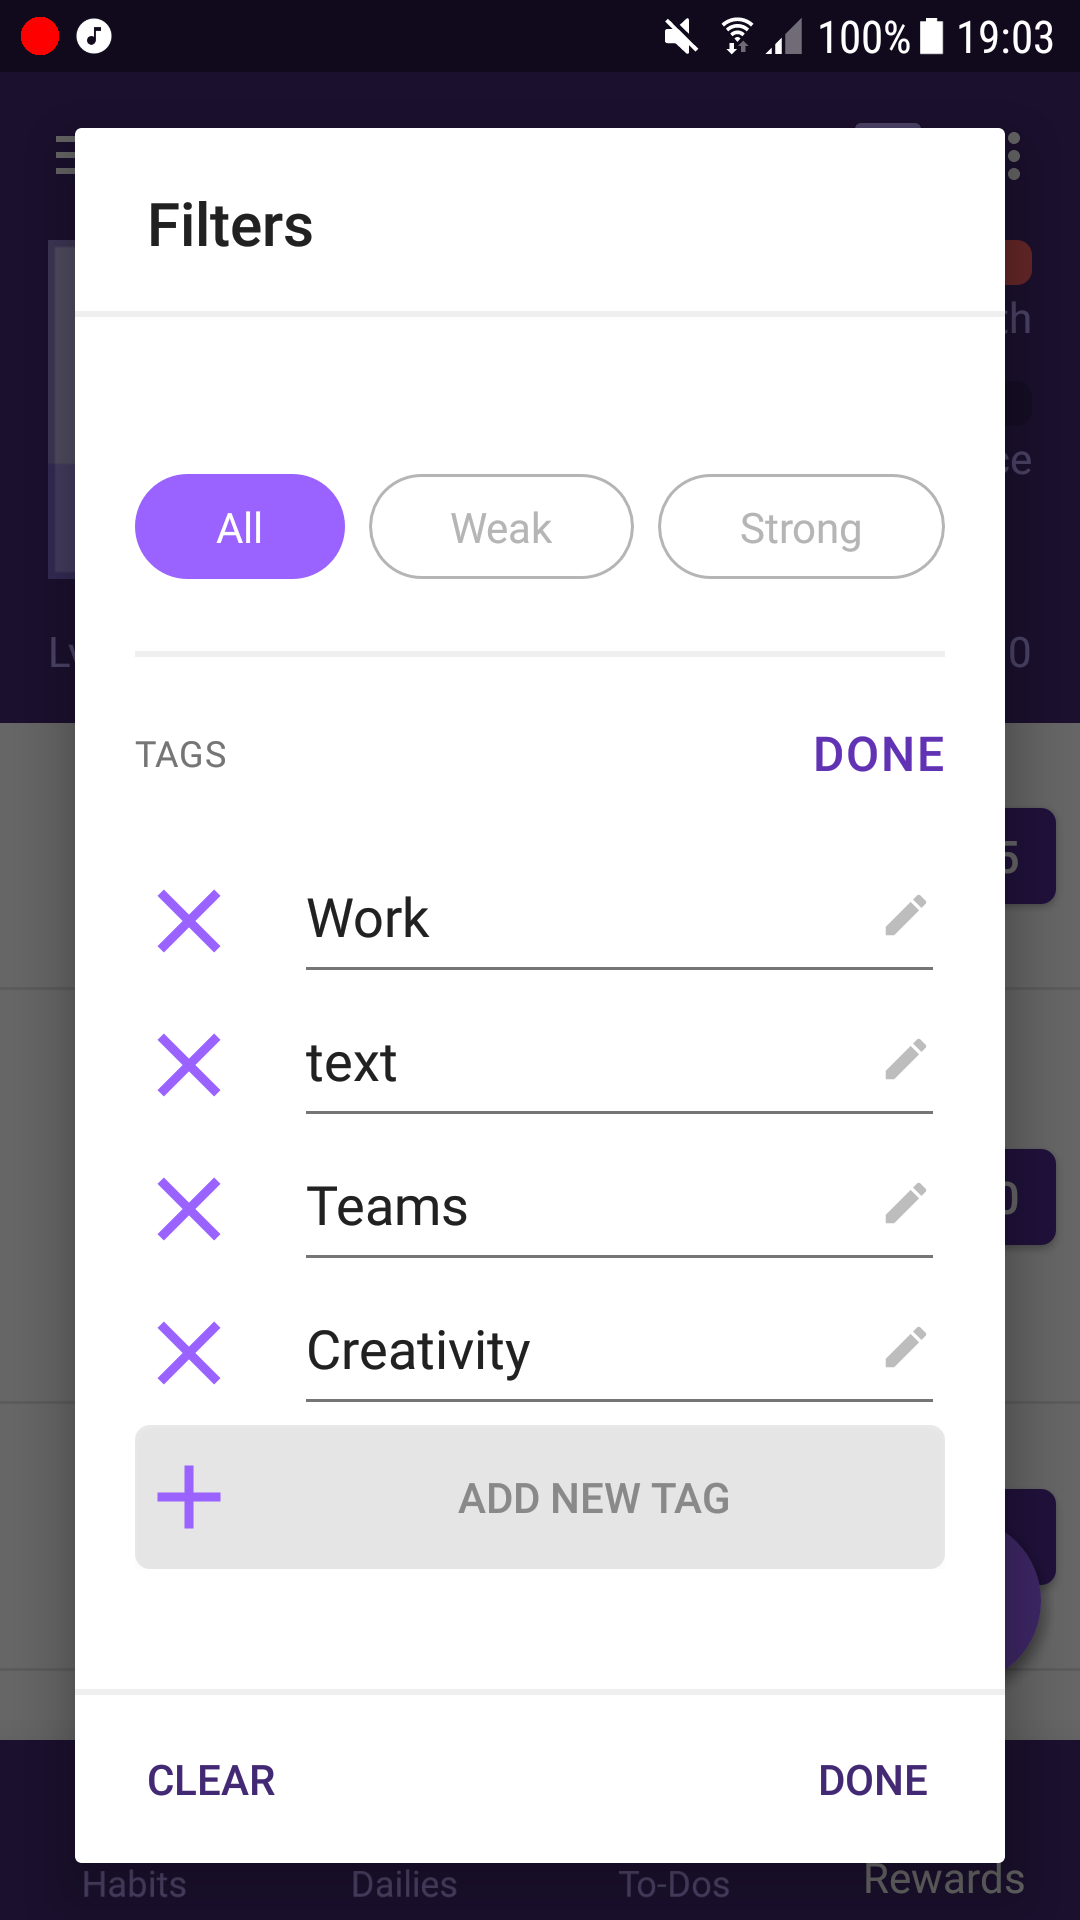 100% 19:03
Filters
All Weak Strong
TAGS DONE
Work
text
Teams
Creativity
ADD NEW TAG
CLEAR DONE
Habits Dailies To-Dos Rewards